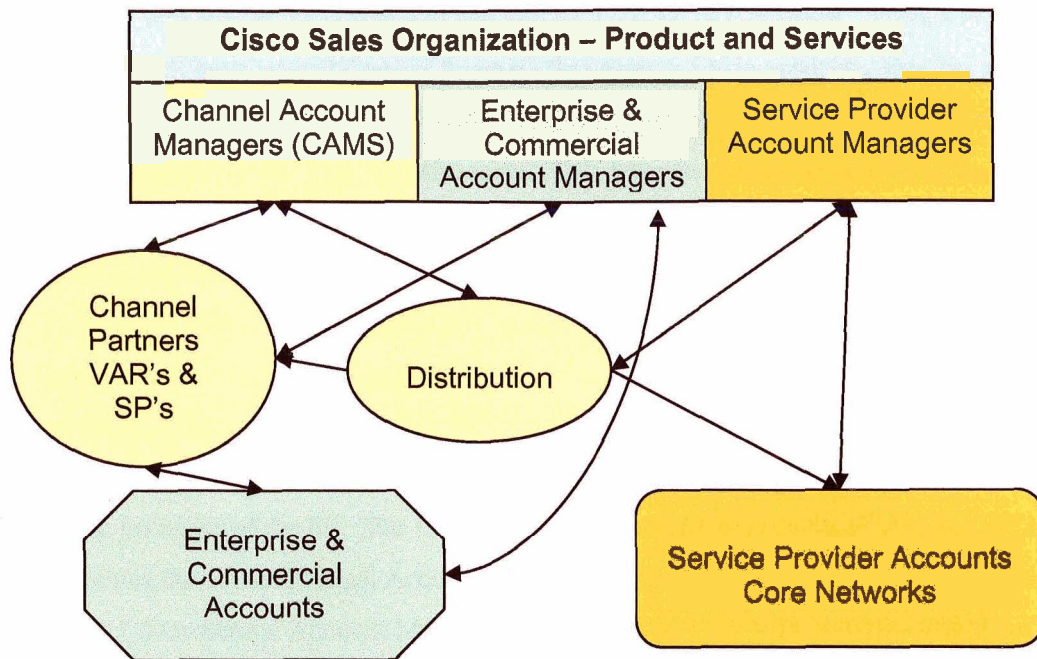 Cisco Sales Organization – Product and Services
Channel Account
Managers (CAMS)
Enterprise &
Commercial
Account Managers
Service Provider
Account Managers
Channel
Partners
VAR's &
SP's
Distribution
Enterprise &
Commercial
Accounts
Service Provider Accounts
Core Networks